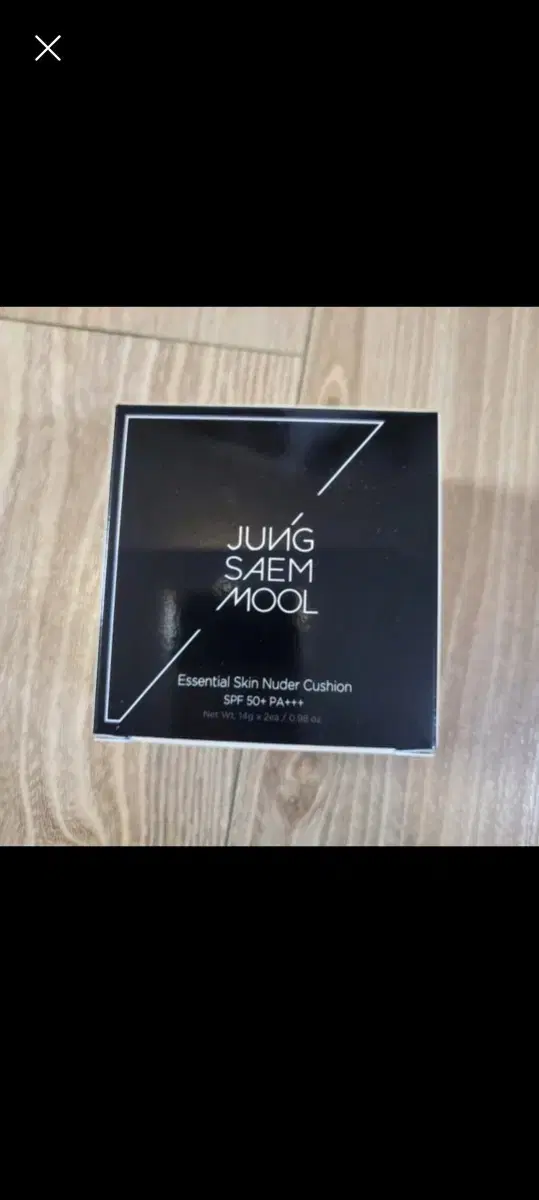 JUNG
SAEM
MOOL
Essential Skin Nuder Cushion
SPF 50+ PA+++
Net Wt. 14g x 2ea / 0.98 oz